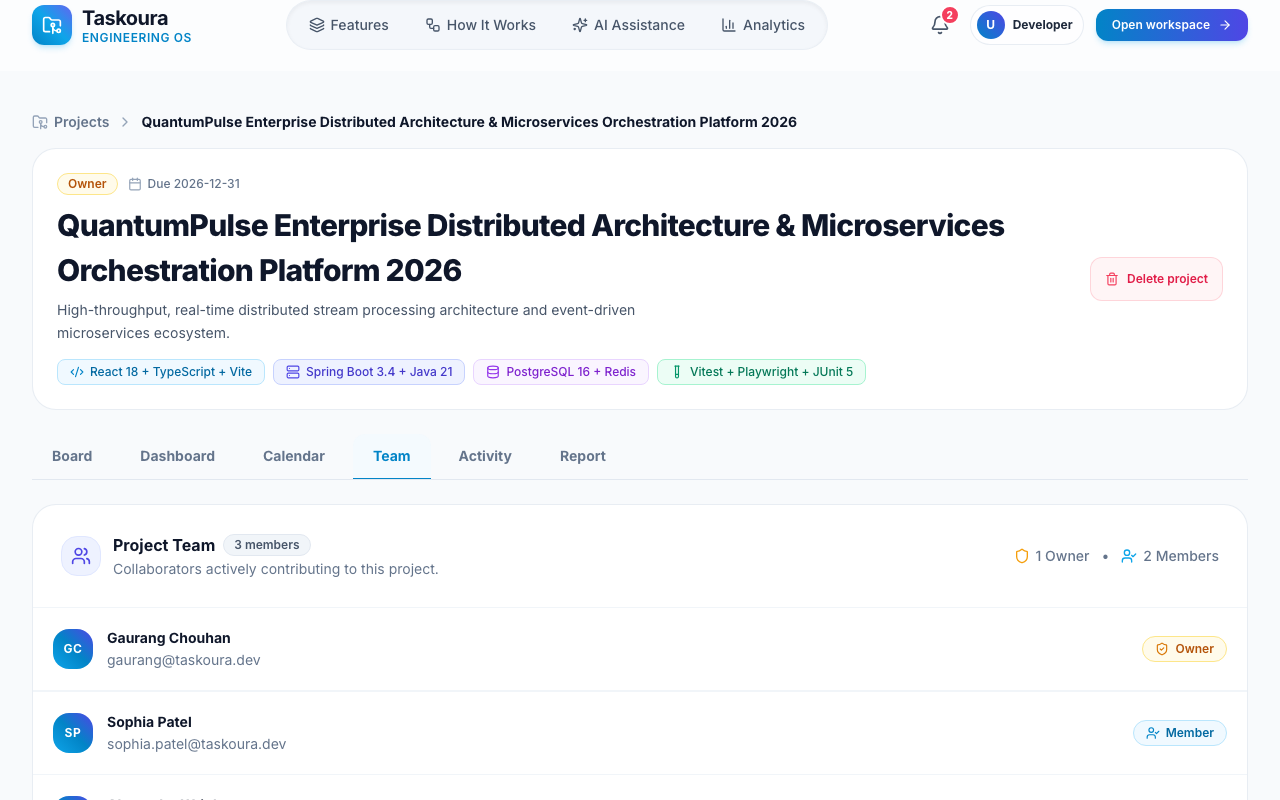 Taskoura
ENGINEERING OS
Features
How It Works
AI Assistance
Analytics
2
U
Developer
Open workspace
Projects
QuantumPulse Enterprise Distributed Architecture & Microservices Orchestration Platform 2026
Owner
Due 2026-12-31
QuantumPulse Enterprise Distributed Architecture & Microservices
Orchestration Platform 2026
Delete project
High-throughput, real-time distributed stream processing architecture and event-driven
microservices ecosystem.
React 18 + TypeScript + Vite
Spring Boot 3.4 + Java 21
PostgreSQL 16 + Redis
Vitest + Playwright + JUnit 5
Board
Dashboard
Calendar
Team
Activity
Report
Project Team
3 members
Collaborators actively contributing to this project.
1 Owner
•
2 Members
GC
Gaurang Chouhan
gaurang@taskoura.dev
Owner
SP
Sophia Patel
sophia.patel@taskoura.dev
Member